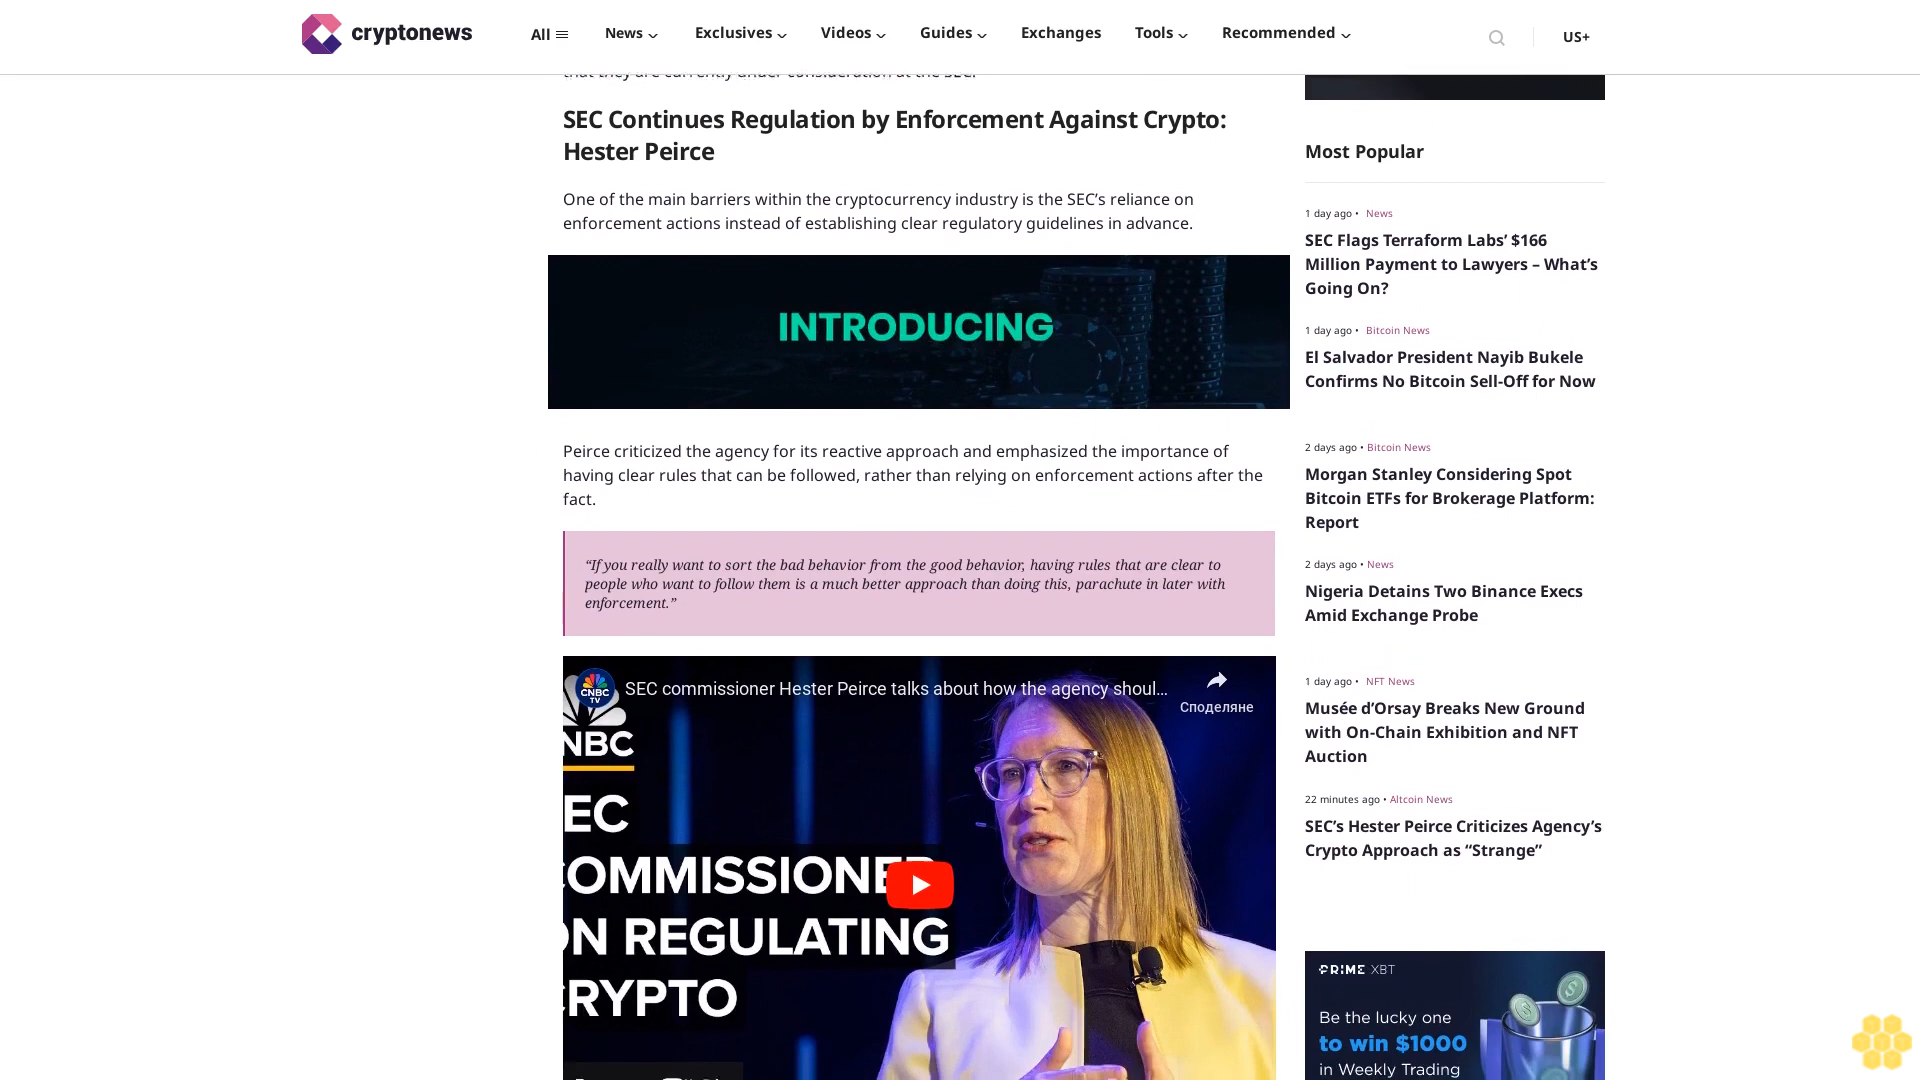 cryptonews
All
News
Exclusives
Videos
Guides
Exchanges
Tools
Recommended
US+
that they are currently under consideration at the SEC.
SEC Continues Regulation by Enforcement Against Crypto:
Hester Peirce
One of the main barriers within the cryptocurrency industry is the SEC’s reliance on
enforcement actions instead of establishing clear regulatory guidelines in advance.
INTRODUCING
Peirce criticized the agency for its reactive approach and emphasized the importance of
having clear rules that can be followed, rather than relying on enforcement actions after the
fact.
“If you really want to sort the bad behavior from the good behavior, having rules that are clear to
people who want to follow them is a much better approach than doing this, parachute in later with
enforcement.”
CNBC
TV
SEC commissioner Hester Peirce talks about how the agency shoul...
Споделяне
NBC
EC
COMMISSIONER
ON REGULATING
CRYPTO
Most Popular
1 day ago • News
SEC Flags Terraform Labs’ $166
Million Payment to Lawyers – What’s
Going On?
1 day ago • Bitcoin News
El Salvador President Nayib Bukele
Confirms No Bitcoin Sell-Off for Now
2 days ago • Bitcoin News
Morgan Stanley Considering Spot
Bitcoin ETFs for Brokerage Platform:
Report
2 days ago • News
Nigeria Detains Two Binance Execs
Amid Exchange Probe
1 day ago • NFT News
Musée d’Orsay Breaks New Ground
with On-Chain Exhibition and NFT
Auction
22 minutes ago • Altcoin News
SEC’s Hester Peirce Criticizes Agency’s
Crypto Approach as “Strange”
PRIME XBT
Be the lucky one
to win $1000
in Weekly Trading